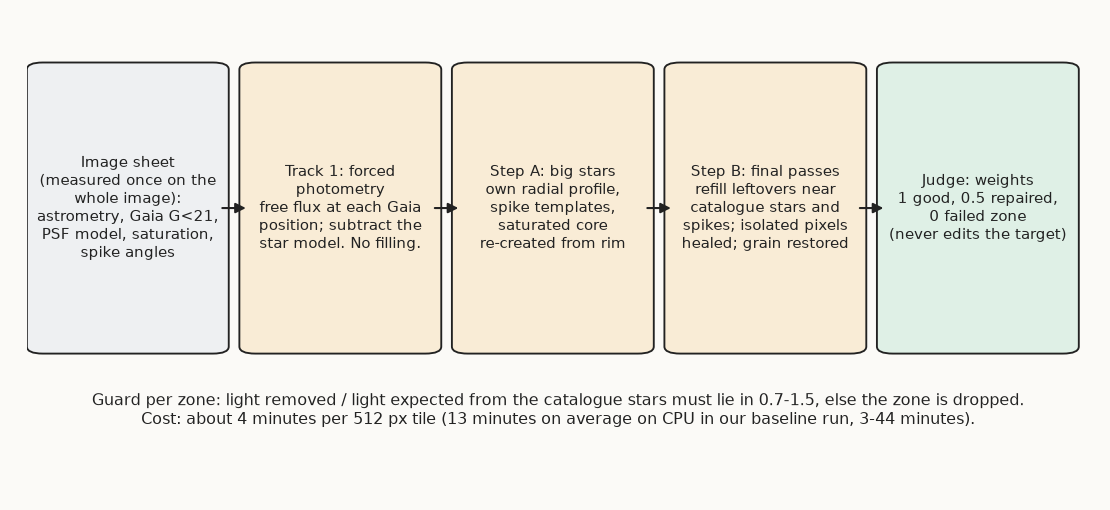 Image sheet
(measured once on the
whole image):
astrometry, Gaia G<21,
PSF model, saturation,
spike angles
Track 1: forced
photometry
free flux at each Gaia
position; subtract the
star model. No filling.
Step A: big stars
own radial profile,
spike templates,
saturated core
re-created from rim
Step B: final passes
refill leftovers near
catalogue stars and
spikes; isolated pixels
healed; grain restored
Judge: weights
1 good, 0.5 repaired,
0 failed zone
(never edits the target)
Guard per zone: light removed / light expected from the catalogue stars must lie in 0.7-1.5, else the zone is dropped.
Cost: about 4 minutes per 512 px tile (13 minutes on average on CPU in our baseline run, 3-44 minutes).